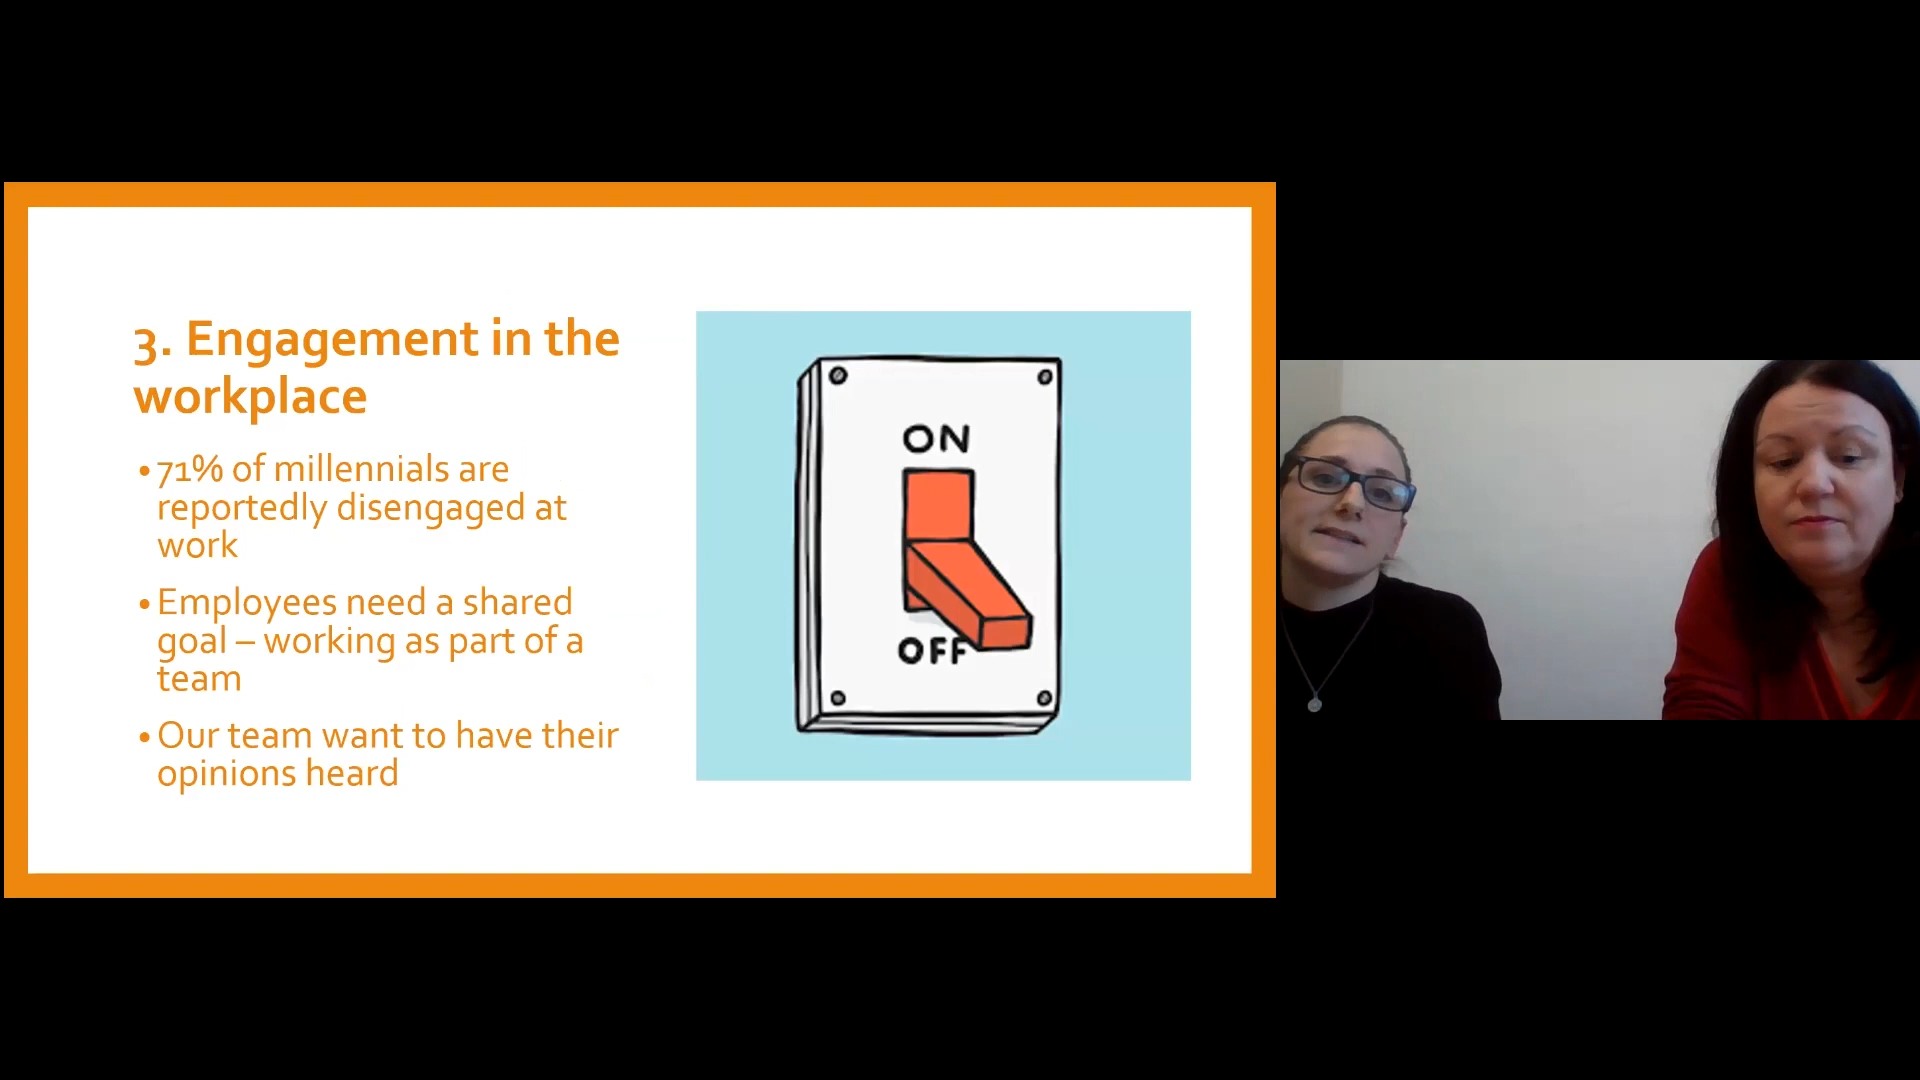 3. Engagement in the
workplace
•71% of millennials are
reportedly disengaged at
work
•Employees need a shared
goal – working as part of a
team
•Our team want to have their
opinions heard
ON
OFF